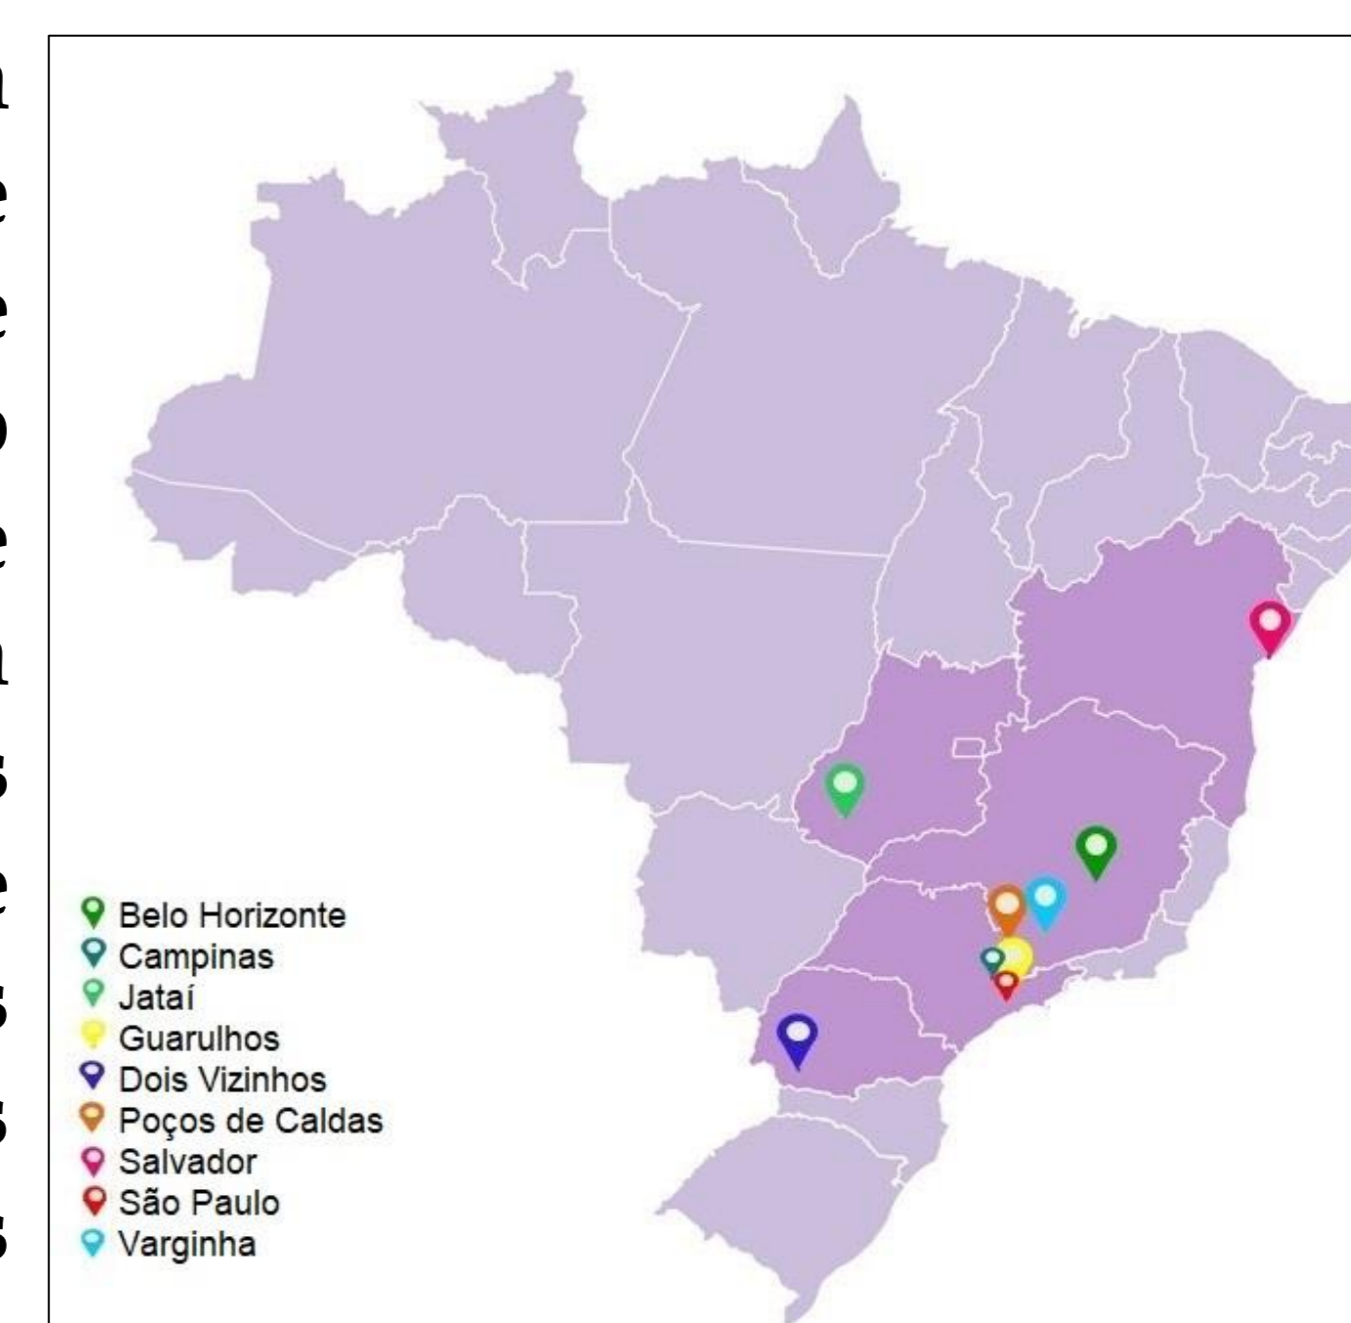 Belo Horizonte
Campinas
Jataí
Guarulhos
Dois Vizinhos
Poços de Caldas
Salvador
São Paulo
Varginha